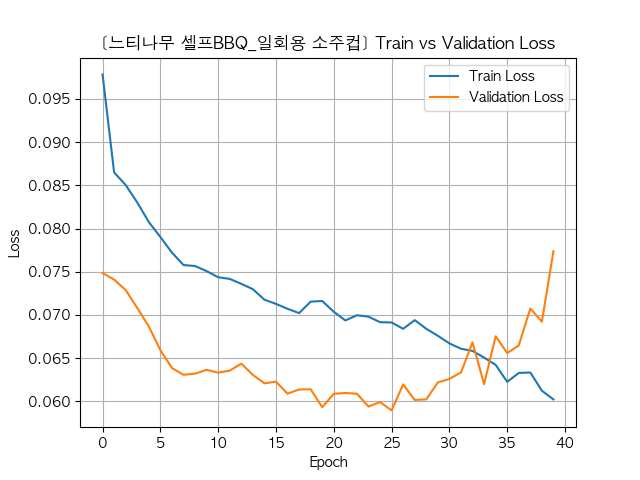 [느티나무 셀프BBQ_일회용 소주컵] Train vs Validation Loss
Train Loss
Validation Loss
0.095
0.090
0.085
0.080
0.075
0.070
0.065
0.060
Loss
0 5 10 15 20 25 30 35 40
Epoch